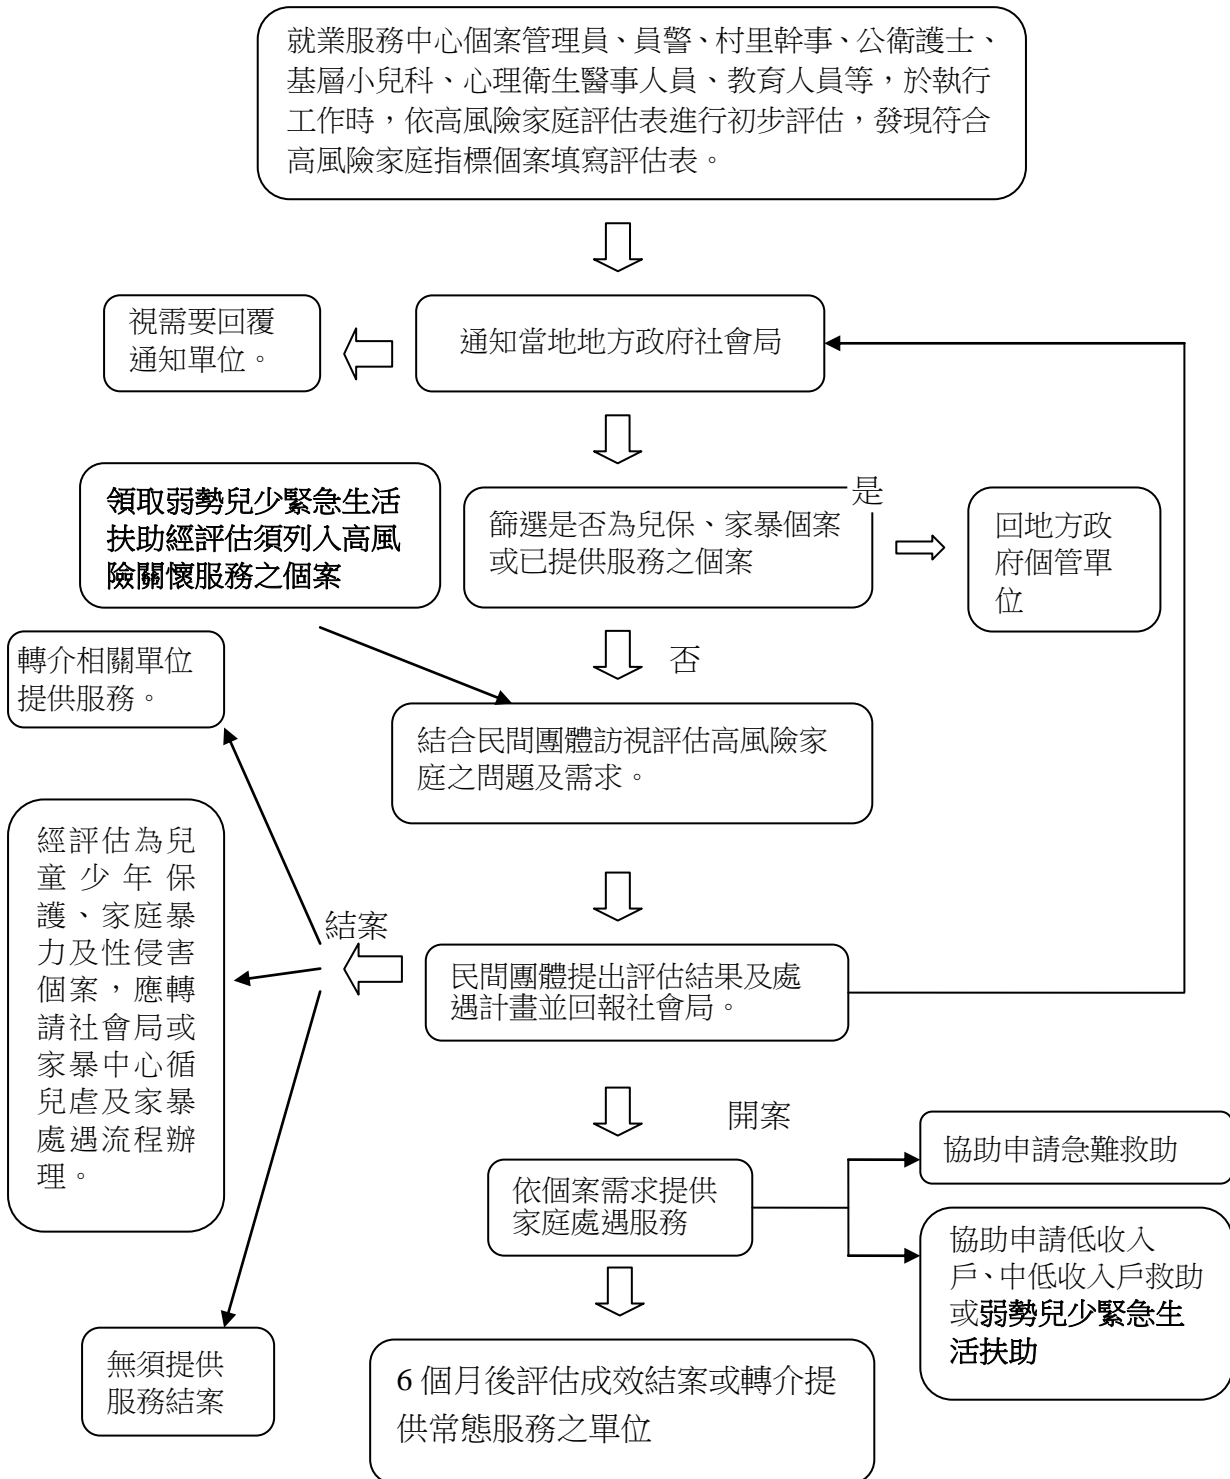 就業服務中心個案管理員、員警、村里幹事、公衛護士、
基層小兒科、心理衛生醫事人員、教育人員等，於執行
工作時，依高風險家庭評估表進行初步評估，發現符合
高風險家庭指標個案填寫評估表。
視需要回覆
通知單位。
通知當地地方政府社會局
領取弱勢兒少緊急生活
扶助經評估須列入高風
險關懷服務之個案
篩選是否為兒保、家暴個案
或已提供服務之個案
是
回地方政
府個管單
位
否
轉介相關單位
提供服務。
結合民間團體訪視評估高風險家
庭之問題及需求。
經評估為兒
童少年保
護、家庭暴
力及性侵害
個案，應轉
請社會局或
家暴中心循
兒虐及家暴
處遇流程辦
理。
結案
民間團體提出評估結果及處
遇計畫並回報社會局。
開案
依個案需求提供
家庭處遇服務
協助申請急難救助
協助申請低收入
戶、中低收入戶救助
或弱勢兒少緊急生
活扶助
無須提供
服務結案
6 個月後評估成效結案或轉介提
供常態服務之單位